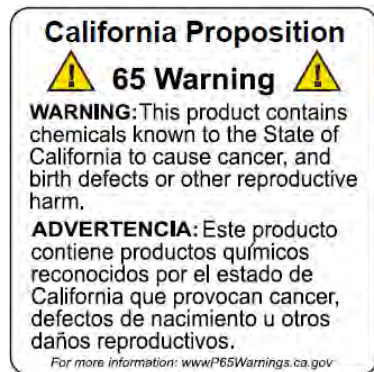 California Proposition
65 Warning
WARNING: This product contains
chemicals known to the State of
California to cause cancer, and
birth defects or other reproductive
harm.
ADVERTENCIA: Este producto
contiene productos químicos
reconocidos por el estado de
California que provocan cancer,
defectos de nacimiento u otros
daños reproductivos.
For more information: wwwP65Warnings.ca.gov